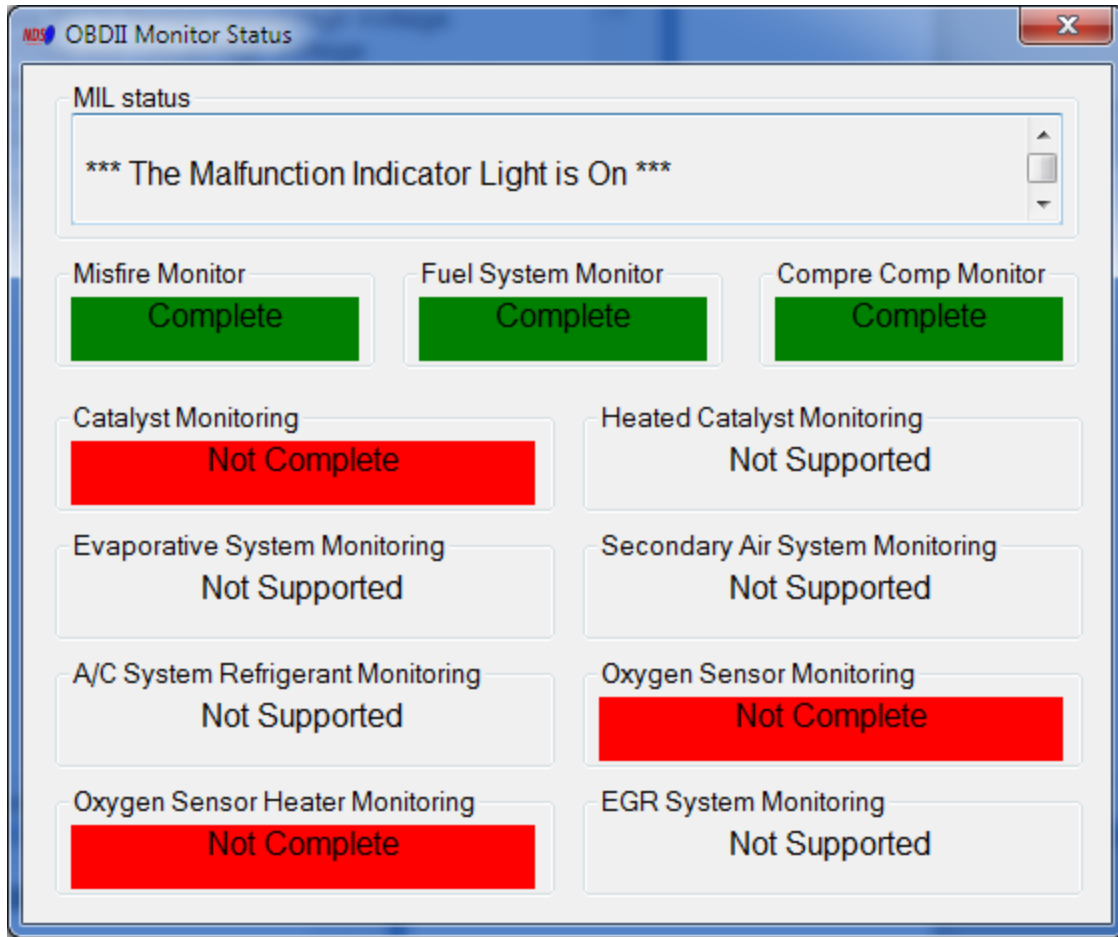 NDS OBDII Monitor Status
MIL status
*** The Malfunction Indicator Light is On ***
Misfire Monitor
Complete
Fuel System Monitor
Complete
Compre Comp Monitor
Complete
Catalyst Monitoring
Not Complete
Heated Catalyst Monitoring
Not Supported
Evaporative System Monitoring
Not Supported
Secondary Air System Monitoring
Not Supported
A/C System Refrigerant Monitoring
Not Supported
Oxygen Sensor Monitoring
Not Complete
Oxygen Sensor Heater Monitoring
Not Complete
EGR System Monitoring
Not Supported